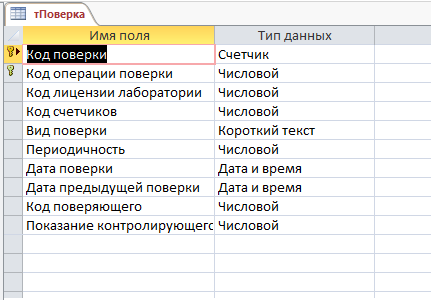 тПоверка
Имя поля Тип данных
Код поверки Счетчик
Код операции поверки Числовой
Код лицензии лаборатории Числовой
Код счетчиков Числовой
Вид поверки Короткий текст
Периодичность Числовой
Дата поверки Дата и время
Дата предыдущей поверки Дата и время
Код поверяющего Числовой
Показание контролирующего Числовой